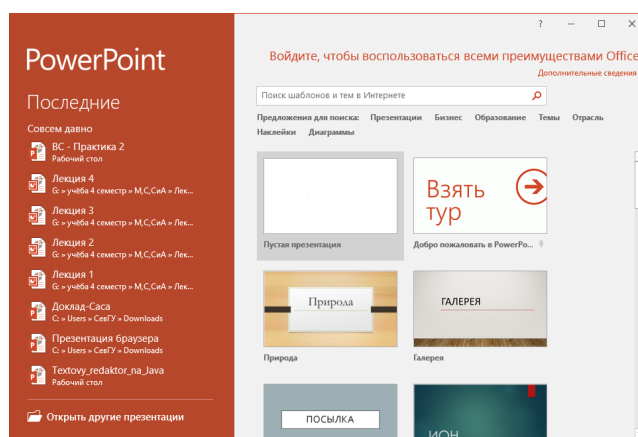 PowerPoint
Последние
Совсем давно
ВС - Практика 2
Рабочий стол
Лекция 4
G: » учёба 4 семестр » М,С,СиА » Лек...
Лекция 3
G: » учёба 4 семестр » М,С,СиА » Лек...
Лекция 2
G: » учёба 4 семестр » М,С,СиА » Лек...
Лекция 1
G: » учёба 4 семестр » М,С,СиА » Лек...
Доклад-Саса
C: » Users » СевГУ » Downloads
Презентация браузера
C: » Users » СевГУ » Downloads
Textovy_redaktor_na_Java
Рабочий стол
Открыть другие презентации
?
Войдите, чтобы воспользоваться всеми преимуществами Office
Дополнительные сведения
Поиск шаблонов и тем в Интернете
Предложения для поиска: Презентации Бизнес Образование Темы Отрасль
Наклейки Диаграммы
Взять
тур
Пустая презентация
Добро пожаловать в PowerPo...
Природа
ГАЛЕРЕЯ
Природа
Галерея
ПОСЫЛКА
ИОН